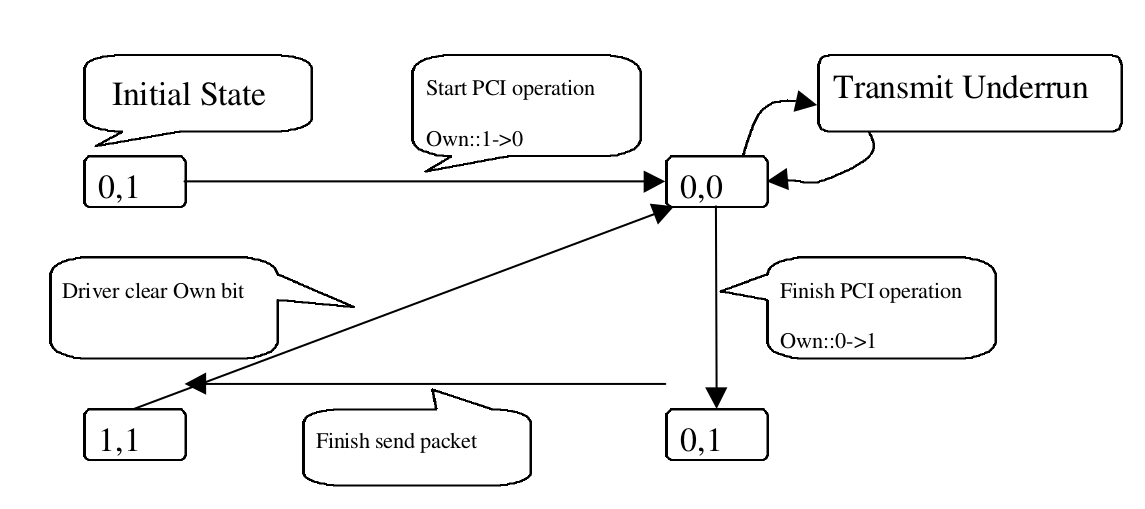 Initial State
Start PCI operation
Own::1->0
Transmit Underrun
0,1
0,0
Driver clear Own bit
Finish PCI operation
Own::0->1
1,1
Finish send packet
0,1